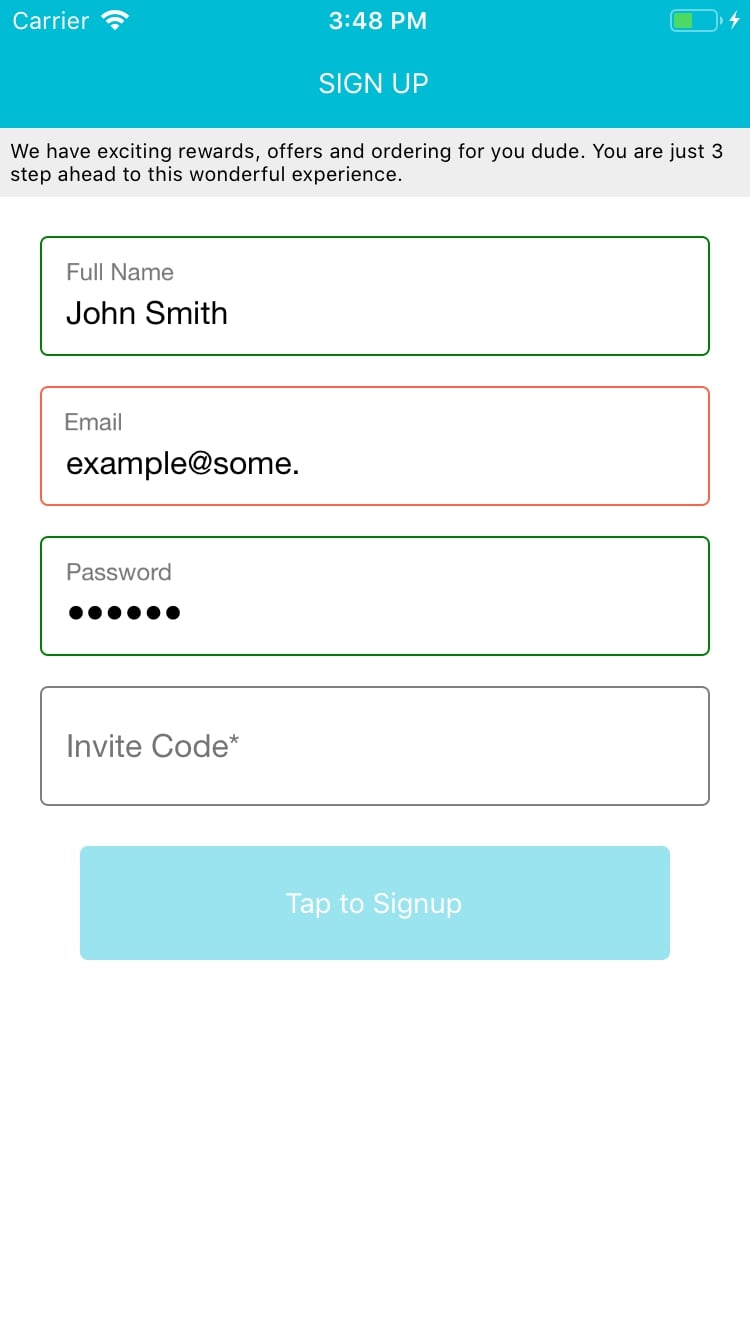 Carrier 3:48 PM
SIGN UP
We have exciting rewards, offers and ordering for you dude. You are just 3
step ahead to this wonderful experience.
Full Name
John Smith
Email
example@some.
Password
●●●●●●
Invite Code*
Tap to Signup